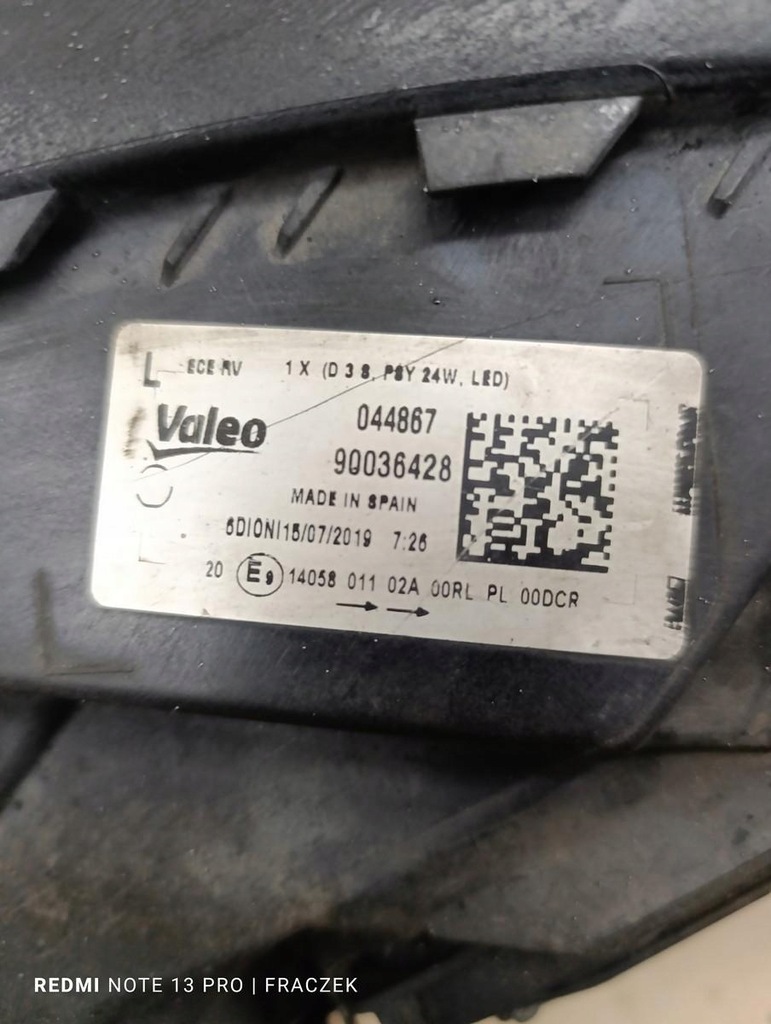 L ECE RV 1 X (D 3 S, PSY 24W, LED)
Valeo 044867
90036428
MADE IN SPAIN
6DIONI15/07/2019 7:26
20 E9 14058 011 02A 00RL PL 00DCR
→ →
REDMI NOTE 13 PRO | FRACZEK